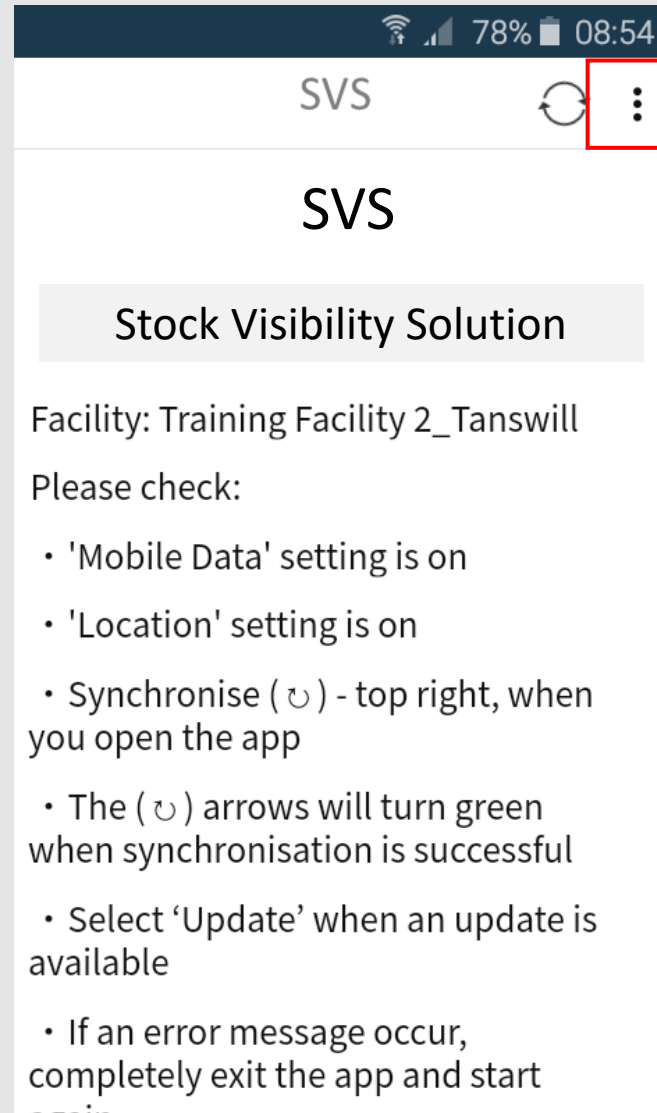 78% 08:54
SVS
SVS
Stock Visibility Solution
Facility: Training Facility 2_Tanswill
Please check:
· 'Mobile Data' setting is on
· 'Location' setting is on
· Synchronise ( ↻ ) - top right, when
you open the app
· The ( ↻ ) arrows will turn green
when synchronisation is successful
· Select ‘Update’ when an update is
available
· If an error message occur,
completely exit the app and start